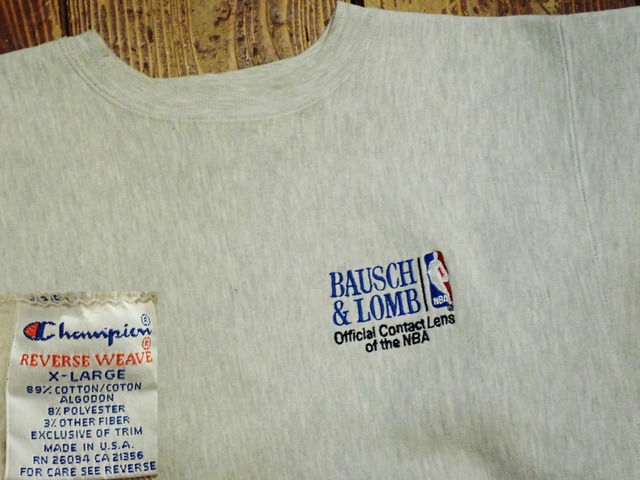 BAUSCH
& LOMB
NBA
Official Contact Lens
of the NBA
Champion®
REVERSE WEAVE®
X-LARGE
89% COTTON/COTON
ALGODON
8% POLYESTER
3% OTHER FIBER
EXCLUSIVE OF TRIM
MADE IN U.S.A.
RN 26094 CA 21356
FOR CARE SEE REVERSE